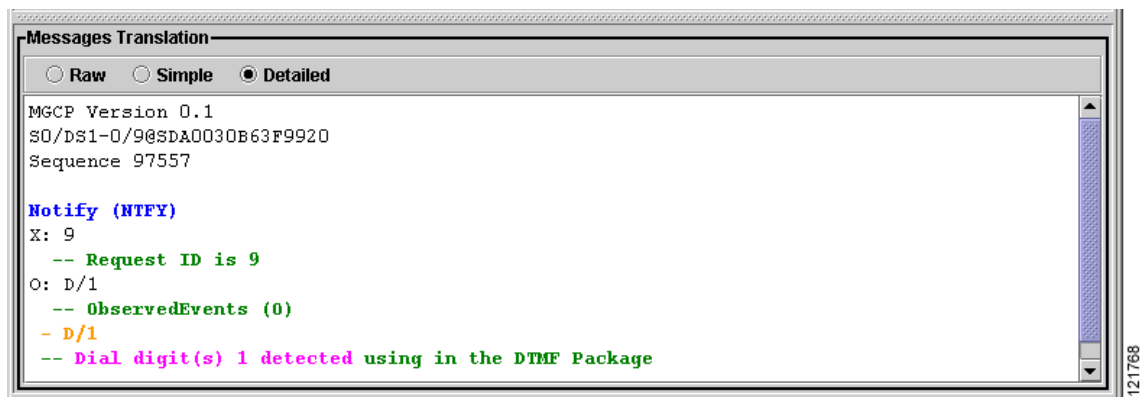 Messages Translation
Raw Simple Detailed
MGCP Version 0.1
S0/DS1-0/9@SDA0030B63F9920
Sequence 97557
Notify (NTFY)
X: 9
-- Request ID is 9
O: D/1
-- ObservedEvents (O)
- D/1
-- Dial digit(s) 1 detected using in the DTMF Package
121768